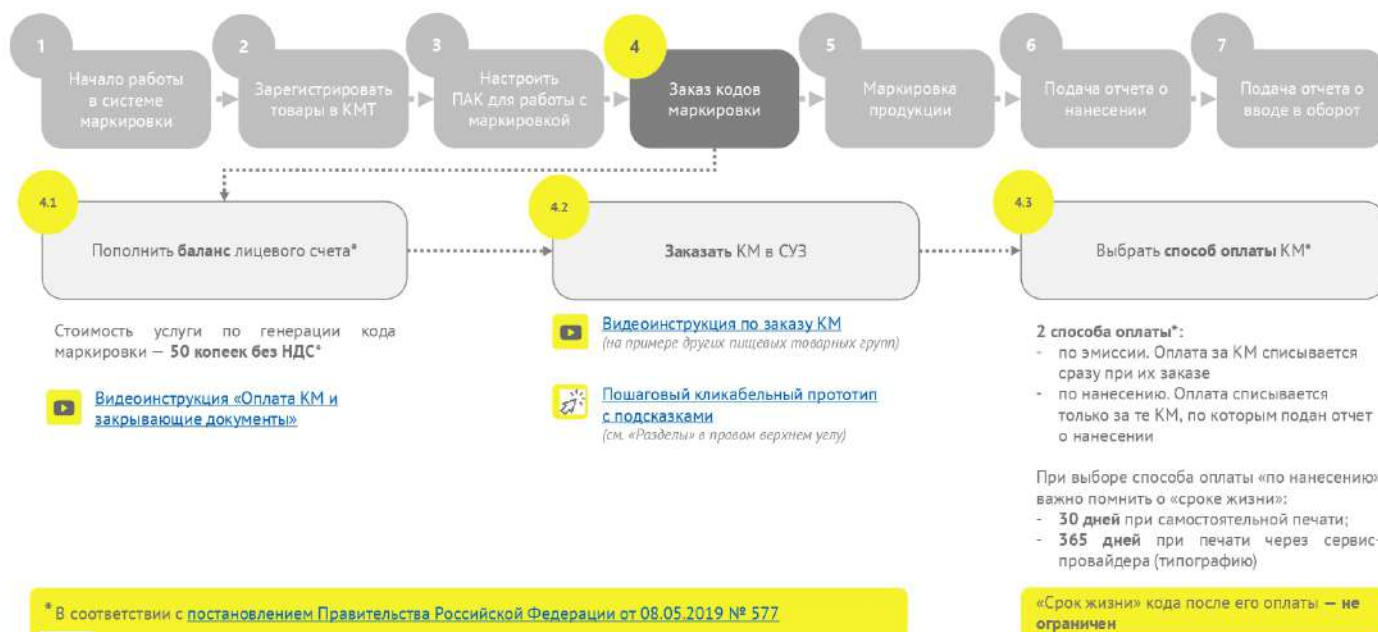 1
Начало работы
в системе
маркировки
2
Зарегистрировать
товары в КМТ
3
Настроить
ПАК для работы с
маркировкой
4
Заказ кодов
маркировки
5
Маркировка
продукции
6
Подача отчета о
нанесении
7
Подача отчета о
вводе в оборот
4.1
Пополнить баланс лицевого счета*
4.2
Заказать КМ в СУЗ
4.3
Выбрать способ оплаты КМ*
Стоимость услуги по генерации кода
маркировки — 50 копеек без НДС*
Видеоинструкция «Оплата КМ и
закрывающие документы»
Видеоинструкция по заказу КМ
(на примере других пищевых товарных групп)
Пошаговый кликабельный прототип
с подсказками
(см. «Разделы» в правом верхнем углу)
2 способа оплаты*:
- по эмиссии. Оплата за КМ списывается
сразу при их заказе
- по нанесению. Оплата списывается
только за те КМ, по которым подан отчет
о нанесении
При выборе способа оплаты «по нанесению»
важно помнить о «сроке жизни»:
- 30 дней при самостоятельной печати;
- 365 дней при печати через сервис-
провайдера (типографию)
* В соответствии с постановлением Правительства Российской Федерации от 08.05.2019 № 577
«Срок жизни» кода после его оплаты — не
ограничен